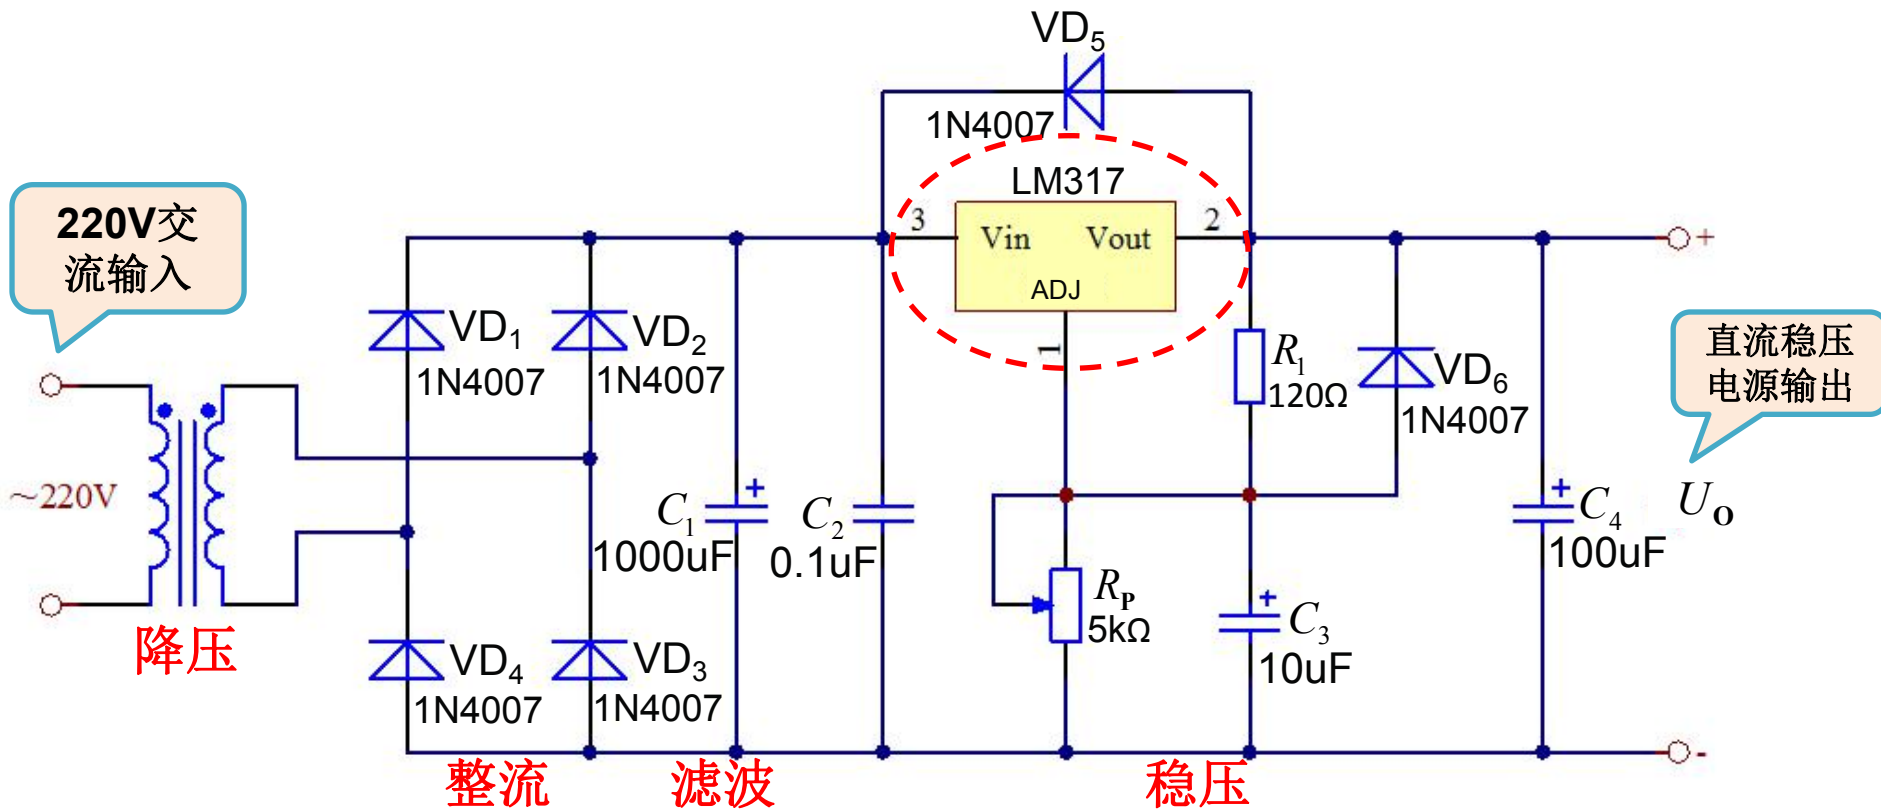 VD5
1N4007
LM317
3
Vin
Vout
2
ADJ
1
220V交
流输入
VD1
1N4007
VD2
1N4007
R1
120Ω
VD6
1N4007
直流稳压
电源输出
+
～220V
C1
+
1000uF
C2
0.1uF
RP
5kΩ
+
C3
10uF
+
C4
100uF
UO
降压
VD4
1N4007
VD3
1N4007
-
整流
滤波
稳压